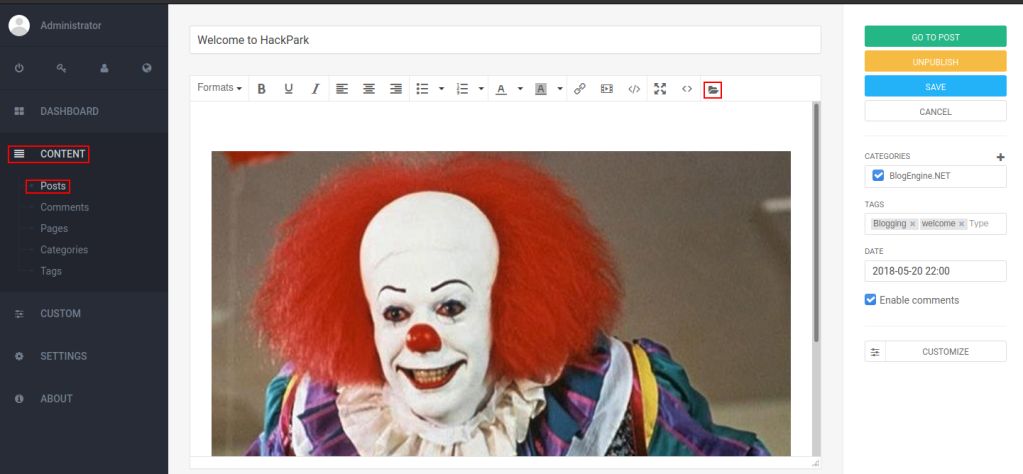 Administrator
DASHBOARD
CONTENT
Posts
Comments
Pages
Categories
Tags
CUSTOM
SETTINGS
ABOUT
Welcome to HackPark
Formats
GO TO POST
UNPUBLISH
SAVE
CANCEL
CATEGORIES
BlogEngine.NET
TAGS
Blogging × welcome × Type
DATE
2018-05-20 22:00
Enable comments
CUSTOMIZE